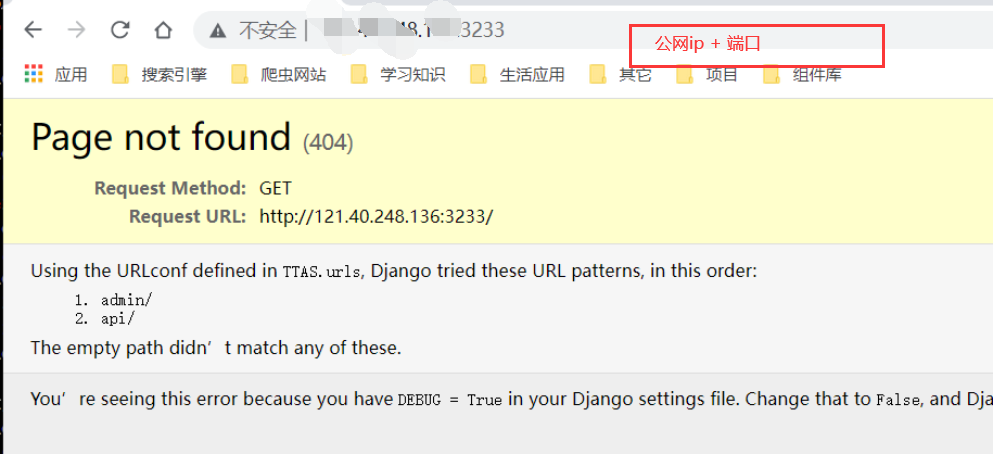 不安全 | :3233
公网ip + 端口
应用 搜索引擎 爬虫网站 学习知识 生活应用 其它 项目 组件库
Page not found (404)
Request Method: GET
Request URL: http://121.40.248.136:3233/
Using the URLconf defined in TTAS.urls, Django tried these URL patterns, in this order:
1. admin/
2. api/
The empty path didn’t match any of these.
You’re seeing this error because you have DEBUG = True in your Django settings file. Change that to False, and Dja